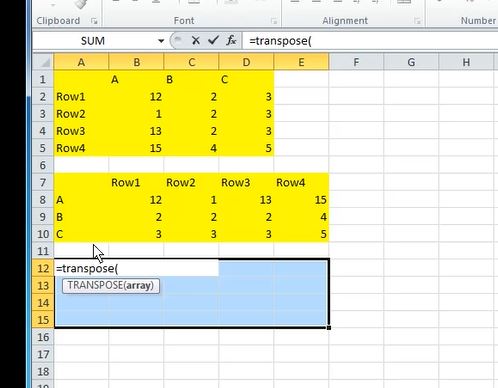 Clipboard Font Alignment Number
SUM fx =transpose(
A B C D E F G H
1 A B C
2 Row1 12 2 3
3 Row2 1 2 3
4 Row3 13 2 3
5 Row4 15 4 5
6
7 Row1 Row2 Row3 Row4
8 A 12 1 13 15
9 B 2 2 2 4
10 C 3 3 3 5
11
12 =transpose(
13 TRANSPOSE(array)
14
15
16
17
18